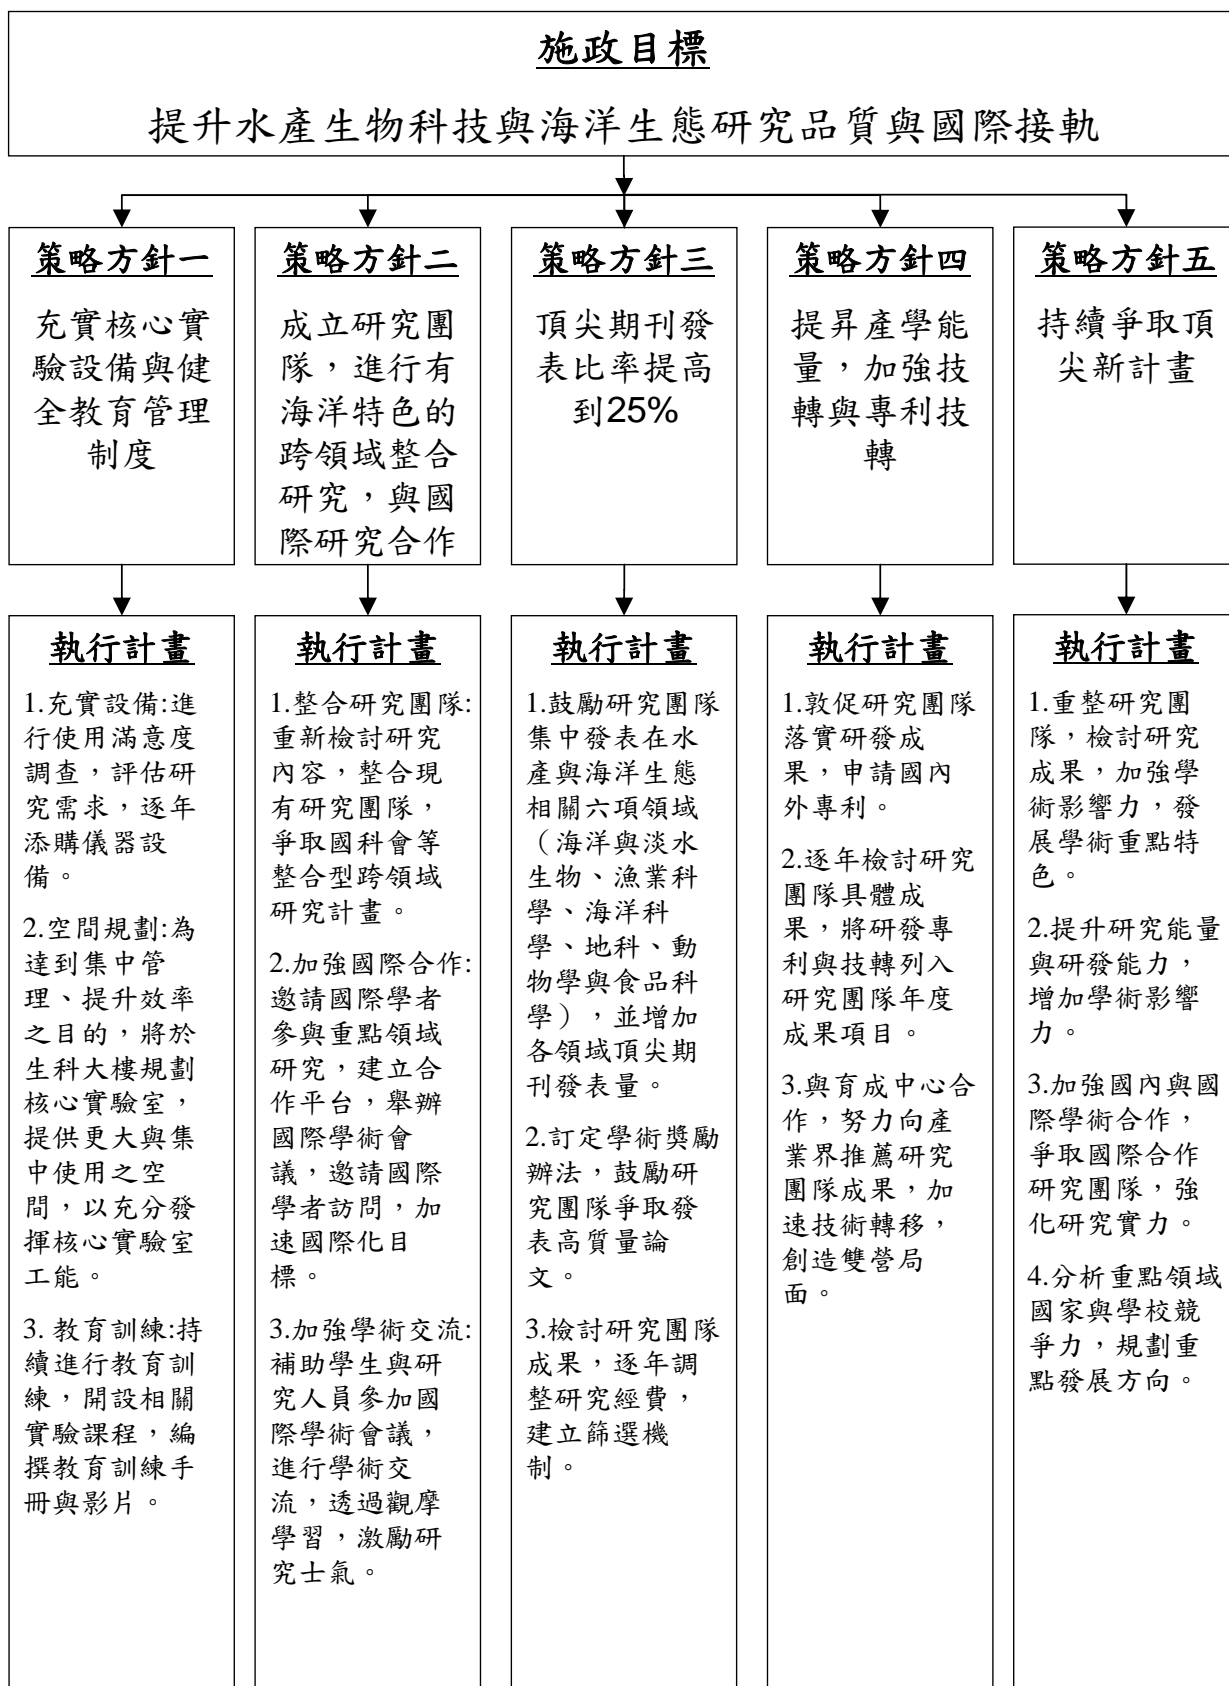 施政目標
提升水產生物科技與海洋生態研究品質與國際接軌
策略方針一
充實核心實
驗設備與健
全教育管理
制度
策略方針二
成立研究團
隊，進行有
海洋特色的
跨領域整合
研究，與國
際研究合作
策略方針三
頂尖期刊發
表比率提高
到25%
策略方針四
提昇產學能
量，加強技
轉與專利技
轉
策略方針五
持續爭取頂
尖新計畫
執行計畫
1.充實設備:進
行使用滿意度
調查，評估研
究需求，逐年
添購儀器設
備。
2.空間規劃:為
達到集中管
理、提升效率
之目的，將於
生科大樓規劃
核心實驗室，
提供更大與集
中使用之空
間，以充分發
揮核心實驗室
工能。
3. 教育訓練:持
續進行教育訓
練，開設相關
實驗課程，編
撰教育訓練手
冊與影片。
執行計畫
1.整合研究團隊:
重新檢討研究
內容，整合現
有研究團隊，
爭取國科會等
整合型跨領域
研究計畫。
2.加強國際合作:
邀請國際學者
參與重點領域
研究，建立合
作平台，舉辦
國際學術會
議，邀請國際
學者訪問，加
速國際化目
標。
3.加強學術交流:
補助學生與研
究人員參加國
際學術會議，
進行學術交
流，透過觀摩
學習，激勵研
究士氣。
執行計畫
1.鼓勵研究團隊
集中發表在水
產與海洋生態
相關六項領域
（海洋與淡水
生物、漁業科
學、海洋科
學、地科、動
物學與食品科
學），並增加
各領域頂尖期
刊發表量。
2.訂定學術獎勵
辦法，鼓勵研
究團隊爭取發
表高質量論
文。
3.檢討研究團隊
成果，逐年調
整研究經費，
建立篩選機
制。
執行計畫
1.敦促研究團隊
落實研發成
果，申請國內
外專利。
2.逐年檢討研究
團隊具體成
果，將研發專
利與技轉列入
研究團隊年度
成果項目。
3.與育成中心合
作，努力向產
業界推薦研究
團隊成果，加
速技術轉移，
創造雙營局
面。
執行計畫
1.重整研究團
隊，檢討研究
成果，加強學
術影響力，發
展學術重點特
色。
2.提升研究能量
與研發能力，
增加學術影響
力。
3.加強國內與國
際學術合作，
爭取國際合作
研究團隊，強
化研究實力。
4.分析重點領域
國家與學校競
爭力，規劃重
點發展方向。